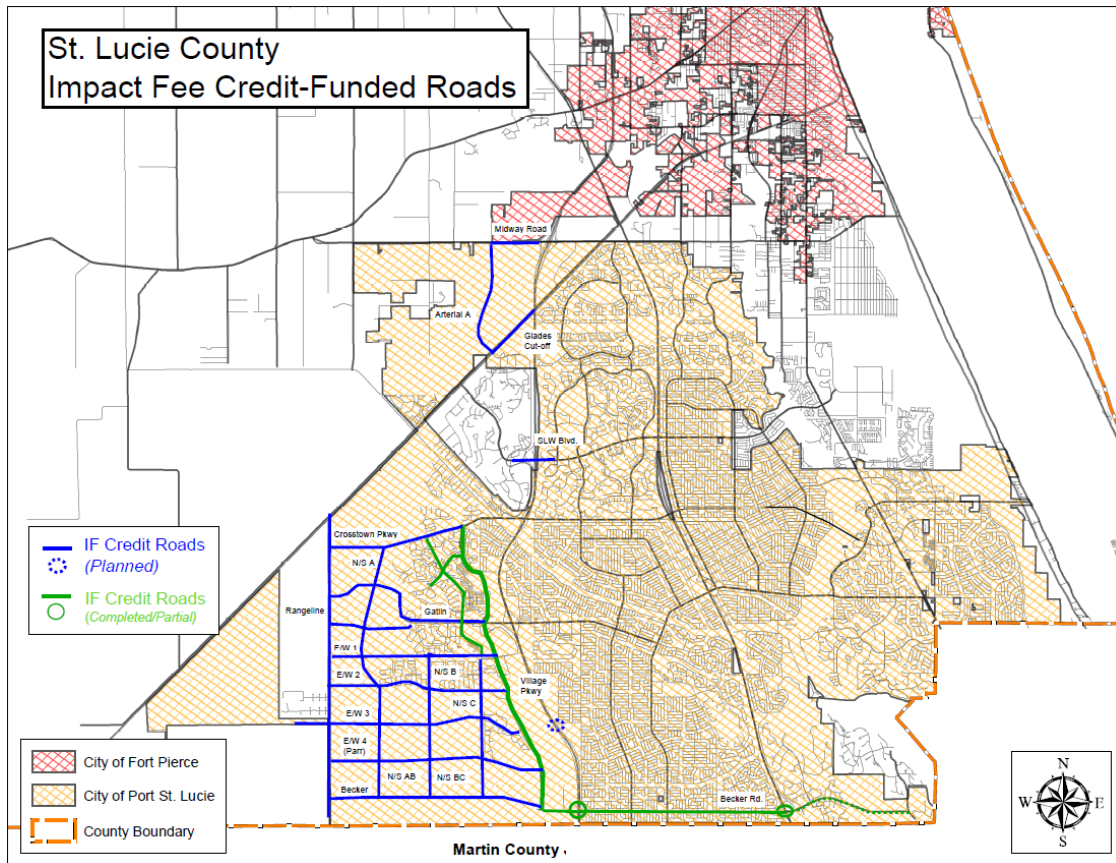 St. Lucie County
Impact Fee Credit-Funded Roads
Midway Road
Arterial A
Glades
Cut-off
SLW Blvd.
Crosstown Pkwy
N/S A
Rangeline
Gatlin
E/W 1
E/W 2
N/S B
Village
Pkwy
N/S C
E/W 3
E/W 4
(Parr)
N/S AB
N/S BC
Becker
Becker Rd.
IF Credit Roads
(Planned)
IF Credit Roads
(Completed/Partial)
City of Fort Pierce
City of Port St. Lucie
County Boundary
N
W
E
S
Martin County